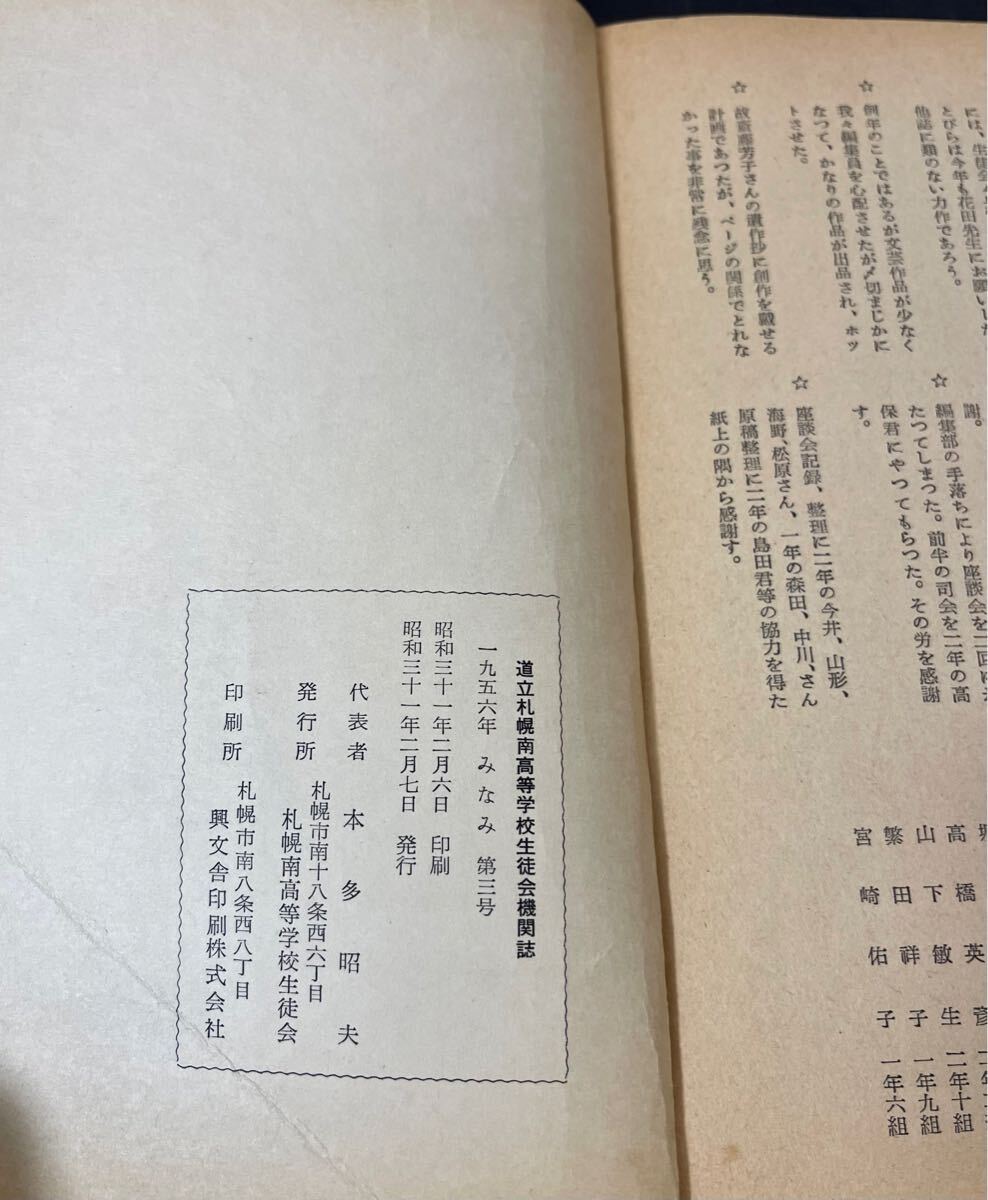 とびらは今年も花田先生にお願いした
他誌に類のない力作であろう。
☆
例年のことではあるが文芸作品が少なく
我々編集員を心配させたが〆切まじかに
なつて、かなりの作品が出品され、ホッ
トさせた。
☆
故斎藤芳子さんの遺作抄に創作を戴せる
計画であつたが、ページの関係でとれな
かった事を非常に残念に思う。
謝。
☆
編集部の手落ちにより座談会を二回に
たつてしまつた。前半の司会を二年の高
保君にやつてもらつた。その労を感謝
す。
☆
座談会記録、整理に二年の今井、山形、
海野、松原さん、一年の森田、中川、さん
原稿整理に二年の島田君等の協力を得た
紙上の隅から感謝す。
高橋英彦
山下敏生 二年十組
繁田祥子 一年九組
宮崎佑子 一年六組
道立札幌南高等学校生徒会機関誌
一九五六年 みなみ 第三号
昭和三十一年二月六日 印刷
昭和三十一年二月七日 発行
代表者 本多昭夫
発行所 札幌市南十八条西六丁目
札幌南高等学校生徒会
印刷所 札幌市南八条西八丁目
興文舎印刷株式会社